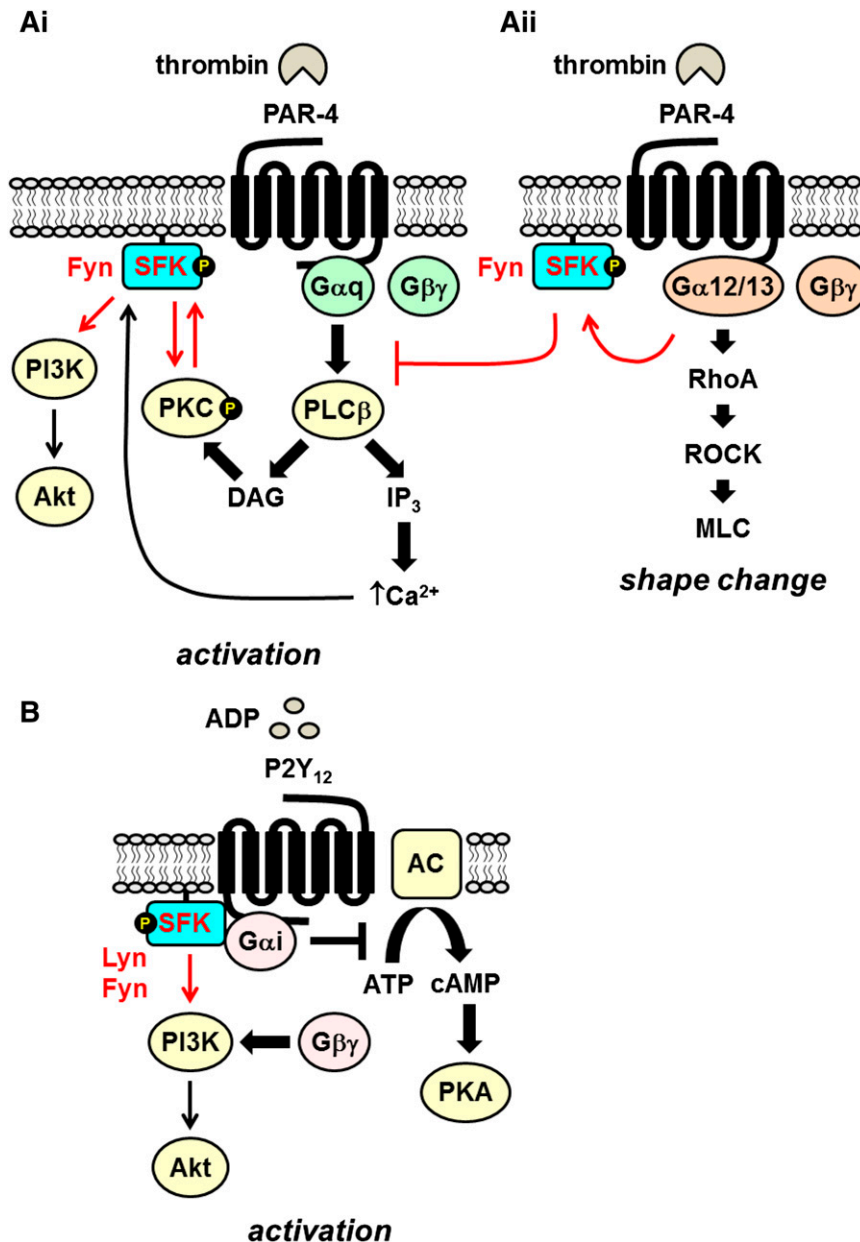 Ai
thrombin
PAR-4
Fyn
SFK
P
Gαq
Gβγ
PI3K
PKC
P
PLCβ
Akt
DAG
IP₃
↑Ca²⁺
activation
Aii
thrombin
PAR-4
Fyn
SFK
P
Gα12/13
Gβγ
RhoA
ROCK
MLC
shape change
B
ADP
P2Y₁₂
AC
P
SFK
Gαi
Lyn
Fyn
ATP
cAMP
PI3K
Gβγ
PKA
Akt
activation